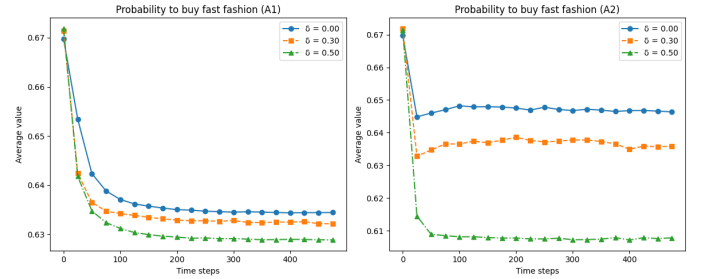 Probability to buy fast fashion (A1)
Average value
0.67
0.66
0.65
0.64
0.63
δ = 0.00
δ = 0.30
δ = 0.50
0
100
200
300
400
Time steps
Probability to buy fast fashion (A2)
Average value
0.67
0.66
0.65
0.64
0.63
0.62
0.61
δ = 0.00
δ = 0.30
δ = 0.50
0
100
200
300
400
Time steps